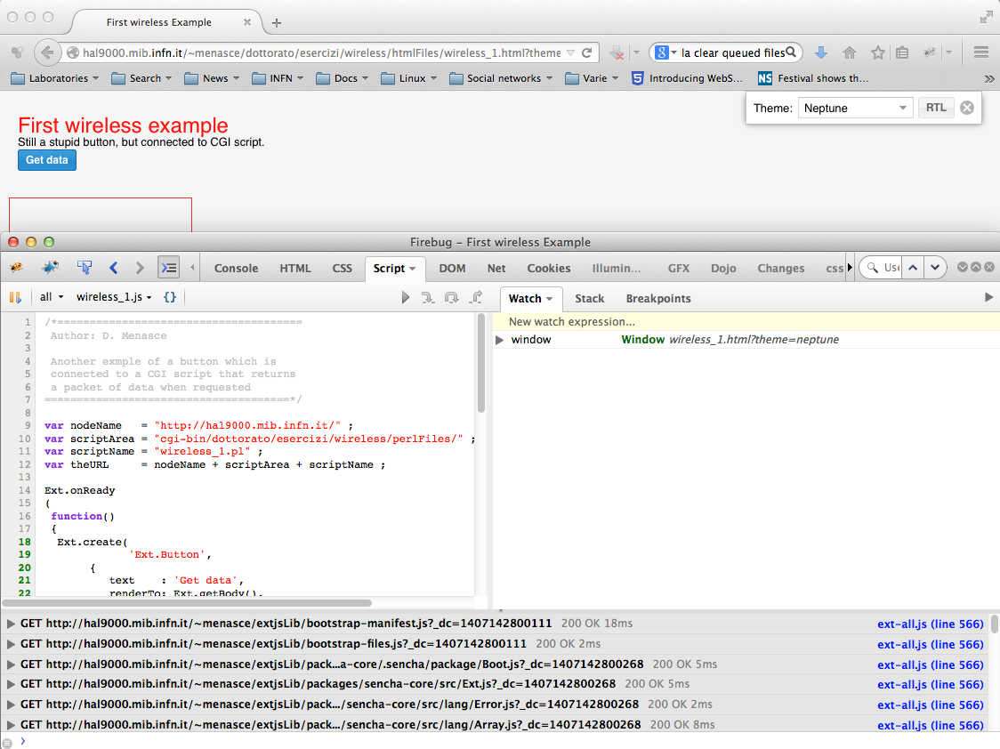 First wireless Example
hal9000.mib.infn.it/~menasce/dottorato/esercizi/wireless/htmlFiles/wireless_1.html?theme
la clear queued files
Laboratories Search News INFN Docs Linux Social networks Varie Introducing WebS... NS Festival shows th...
Theme: Neptune RTL
First wireless example
Still a stupid button, but connected to CGI script.
Get data
Firebug – First wireless Example
Console HTML CSS Script DOM Net Cookies Illumin... GFX Dojo Changes css
all wireless_1.js {} Watch Stack Breakpoints
New watch expression...
window Window wireless_1.html?theme=neptune
1 /*======================================
2 Author: D. Menasce
3
4 Another exmple of a button which is
5 connected to a CGI script that returns
6 a packet of data when requested
7 ======================================*/
8
9 var nodeName = "http://hal9000.mib.infn.it/" ;
10 var scriptArea = "cgi-bin/dottorato/esercizi/wireless/perlFiles/" ;
11 var scriptName = "wireless_1.pl" ;
12 var theURL = nodeName + scriptArea + scriptName ;
13
14 Ext.onReady
15 (
16 function()
17 {
18 Ext.create(
19 'Ext.Button',
20 {
21 text : 'Get data',
22 renderTo: Ext.getBody(),
GET http://hal9000.mib.infn.it/~menasce/extjsLib/bootstrap-manifest.js?_dc=1407142800111 200 OK 18ms ext-all.js (line 566)
GET http://hal9000.mib.infn.it/~menasce/extjsLib/bootstrap-files.js?_dc=1407142800111 200 OK 2ms ext-all.js (line 566)
GET http://hal9000.mib.infn.it/~menasce/extjsLib/pack...a-core/.sencha/package/Boot.js?_dc=1407142800268 200 OK 5ms ext-all.js (line 566)
GET http://hal9000.mib.infn.it/~menasce/extjsLib/packages/sencha-core/src/Ext.js?_dc=1407142800268 200 OK 5ms ext-all.js (line 566)
GET http://hal9000.mib.infn.it/~menasce/extjsLib/pack.../sencha-core/src/lang/Error.js?_dc=1407142800268 200 OK 2ms ext-all.js (line 566)
GET http://hal9000.mib.infn.it/~menasce/extjsLib/pack.../sencha-core/src/lang/Array.js?_dc=1407142800268 200 OK 8ms ext-all.js (line 566)